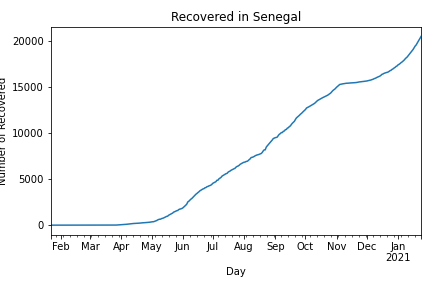 Recovered in Senegal
Number of Recovered
20000
15000
10000
5000
0
Feb Mar Apr May Jun Jul Aug Sep Oct Nov Dec Jan
2021
Day